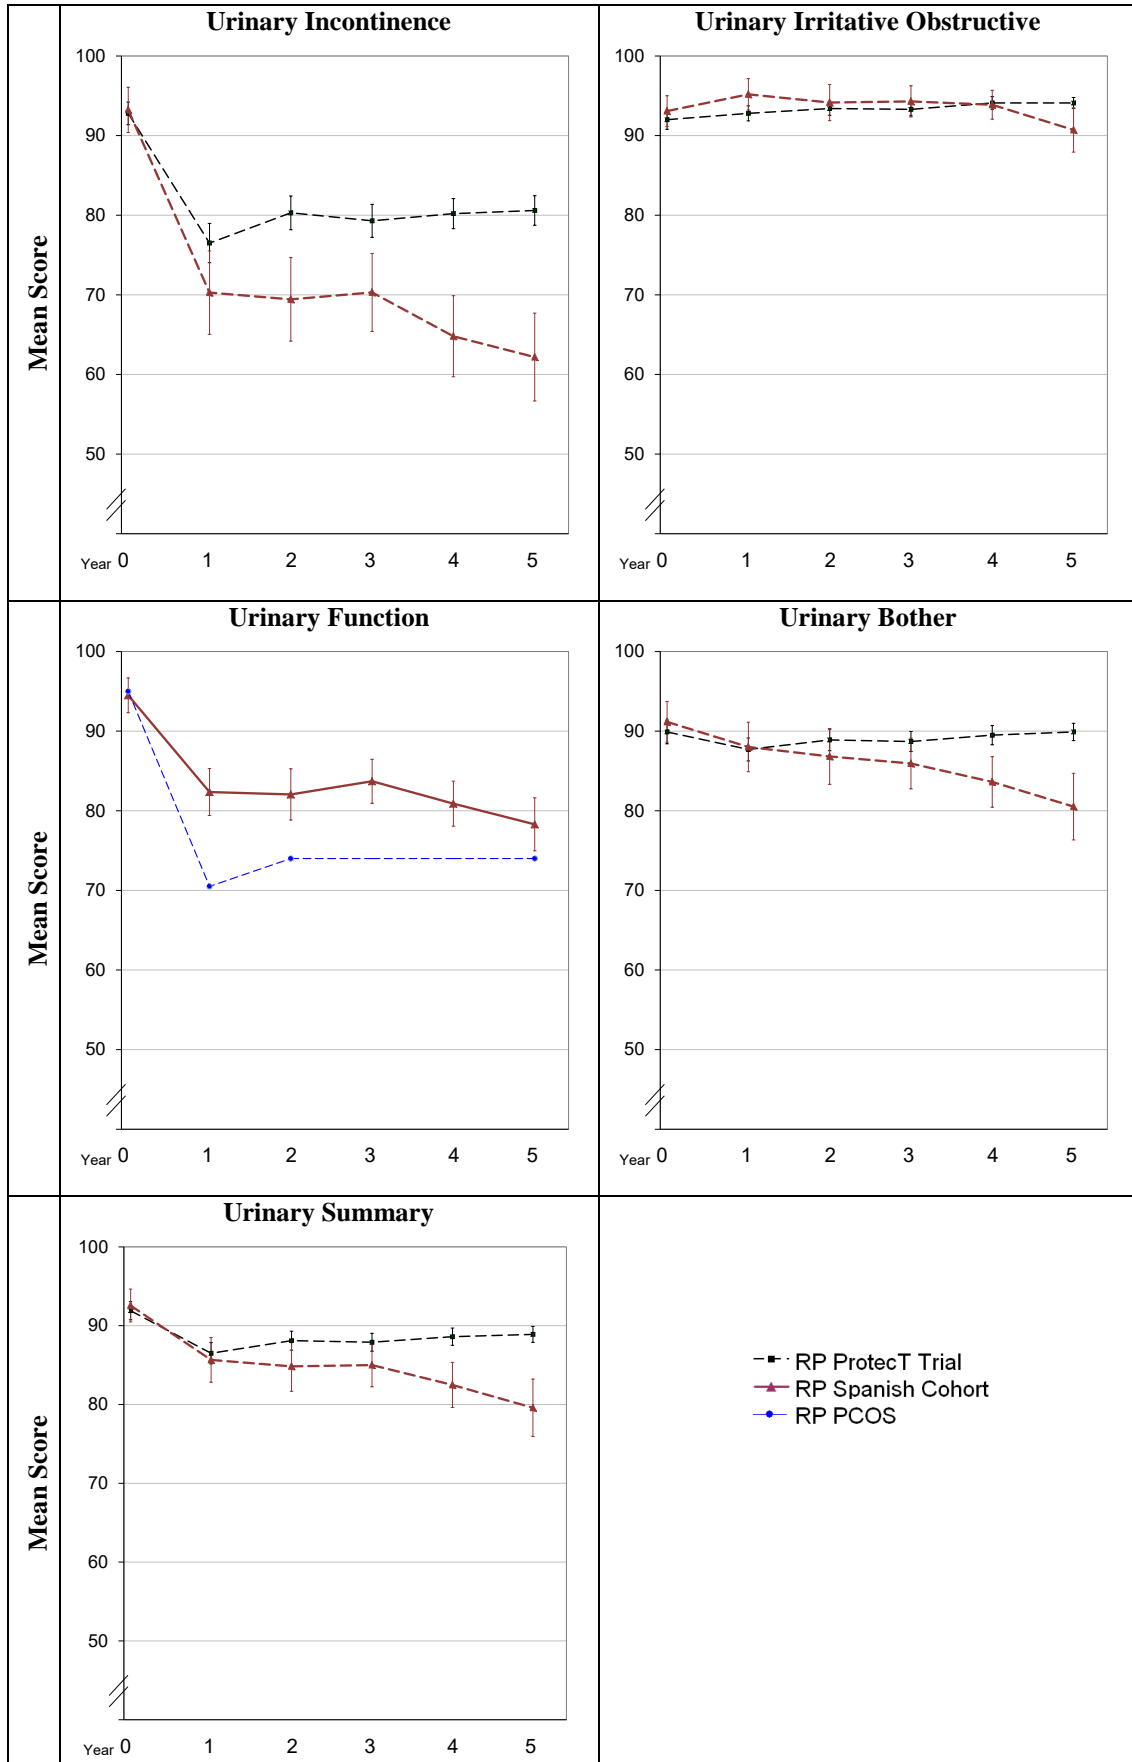 Urinary Incontinence
Mean Score
100
90
80
70
60
50
Year 0 1 2 3 4 5
Urinary Irritative Obstructive
100
90
80
70
60
50
Year 0 1 2 3 4 5
Urinary Function
Mean Score
100
90
80
70
60
50
Year 0 1 2 3 4 5
Urinary Bother
100
90
80
70
60
50
Year 0 1 2 3 4 5
Urinary Summary
Mean Score
100
90
80
70
60
50
Year 0 1 2 3 4 5
RP ProtecT Trial
RP Spanish Cohort
RP PCOS